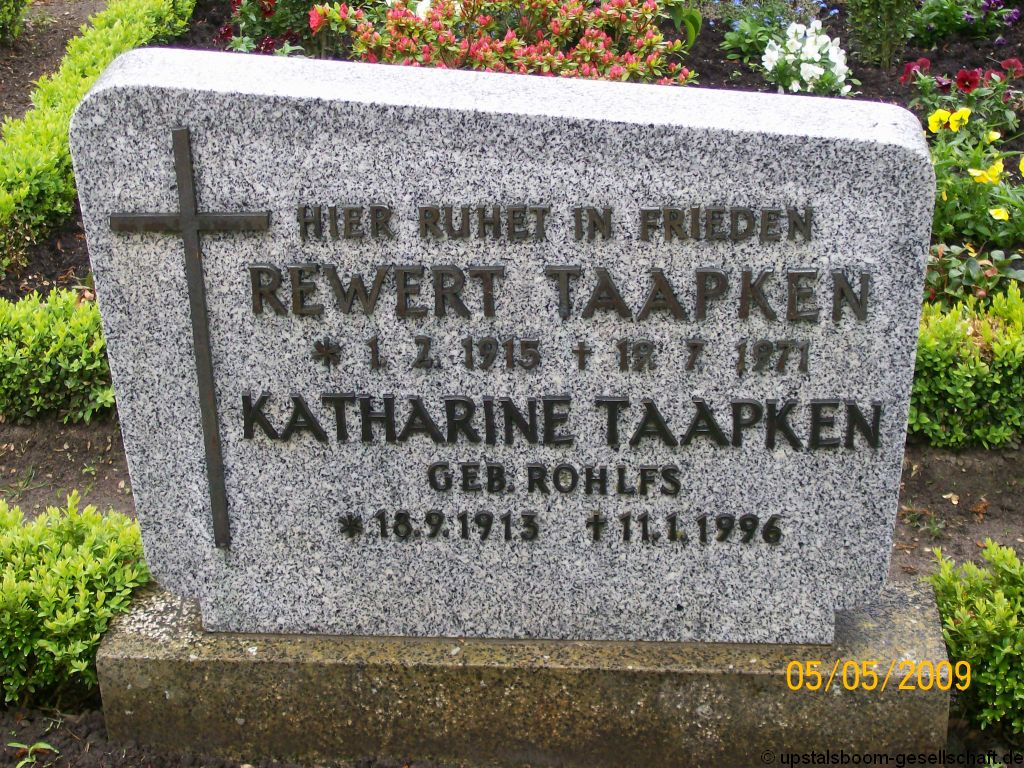 HIER RUHET IN FRIEDEN
REWERT TAAPKEN
* 1. 2. 1915 † 19. 7. 1971
KATHARINE TAAPKEN
GEB. ROHLFS
* 18.9.1913 † 11.1.1996
05/05/2009
© upstalsboom-gesellschaft.de